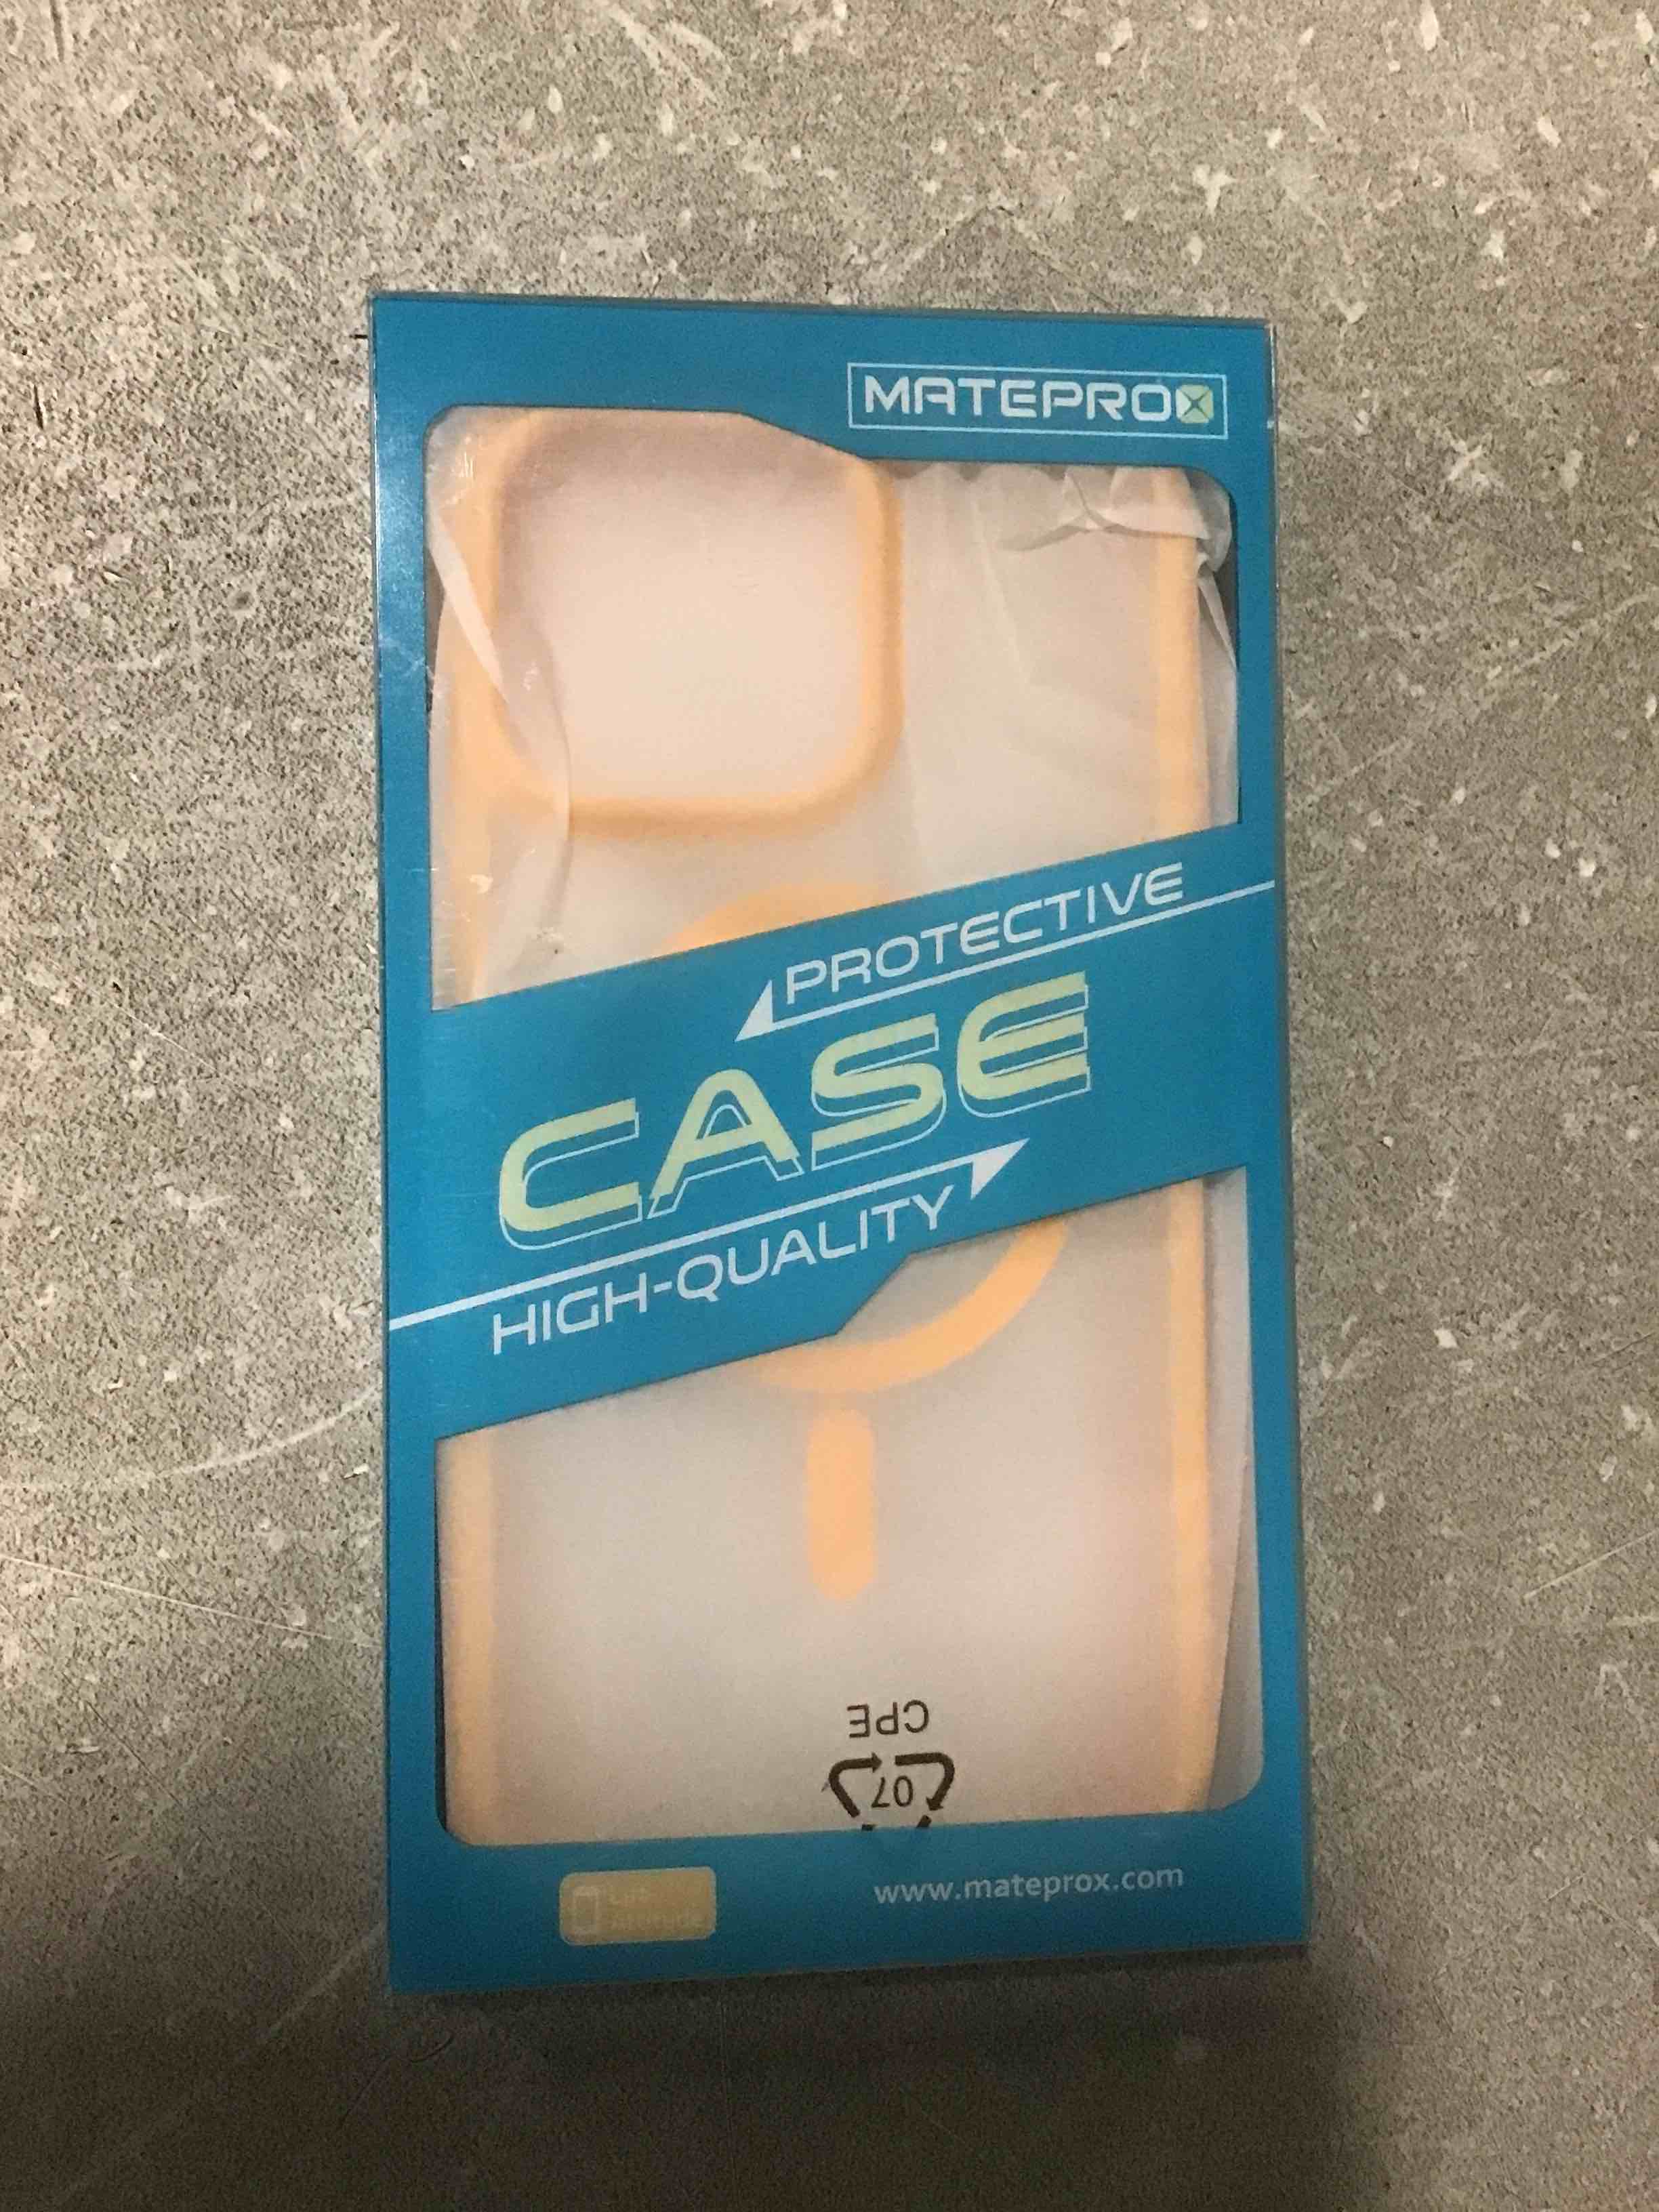 MATEPROX
PROTECTIVE
CASE
HIGH-QUALITY
CPE
07
www.mateprox.com